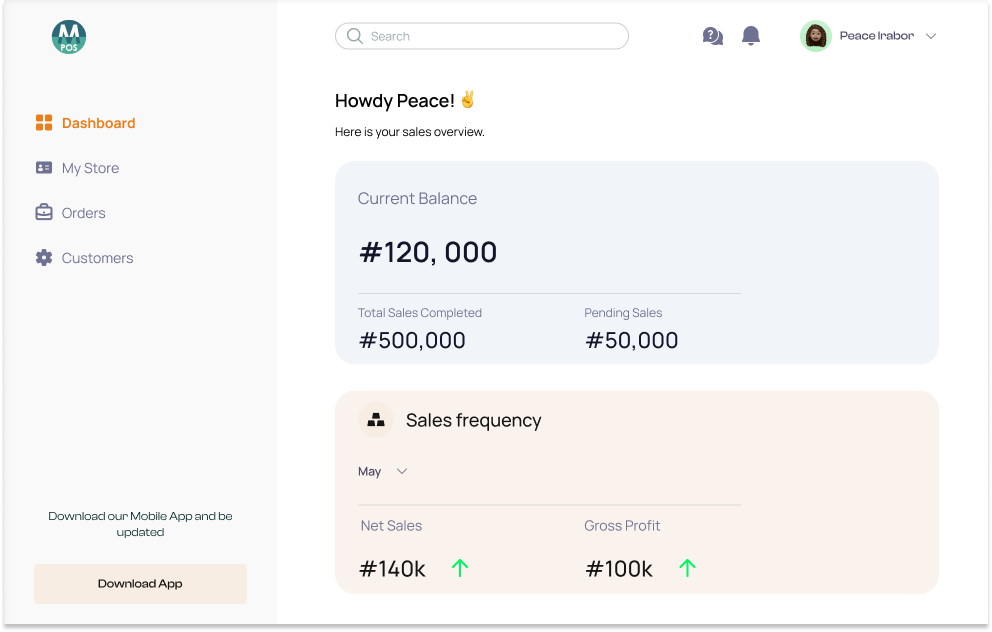 M
POS
Search
Peace Irabor
Dashboard
My Store
Orders
Customers
Download our Mobile App and be
updated
Download App
Howdy Peace! ✌️
Here is your sales overview.
Current Balance
#120, 000
Total Sales Completed
Pending Sales
#500,000
#50,000
Sales frequency
May
Net Sales
Gross Profit
#140k
#100k